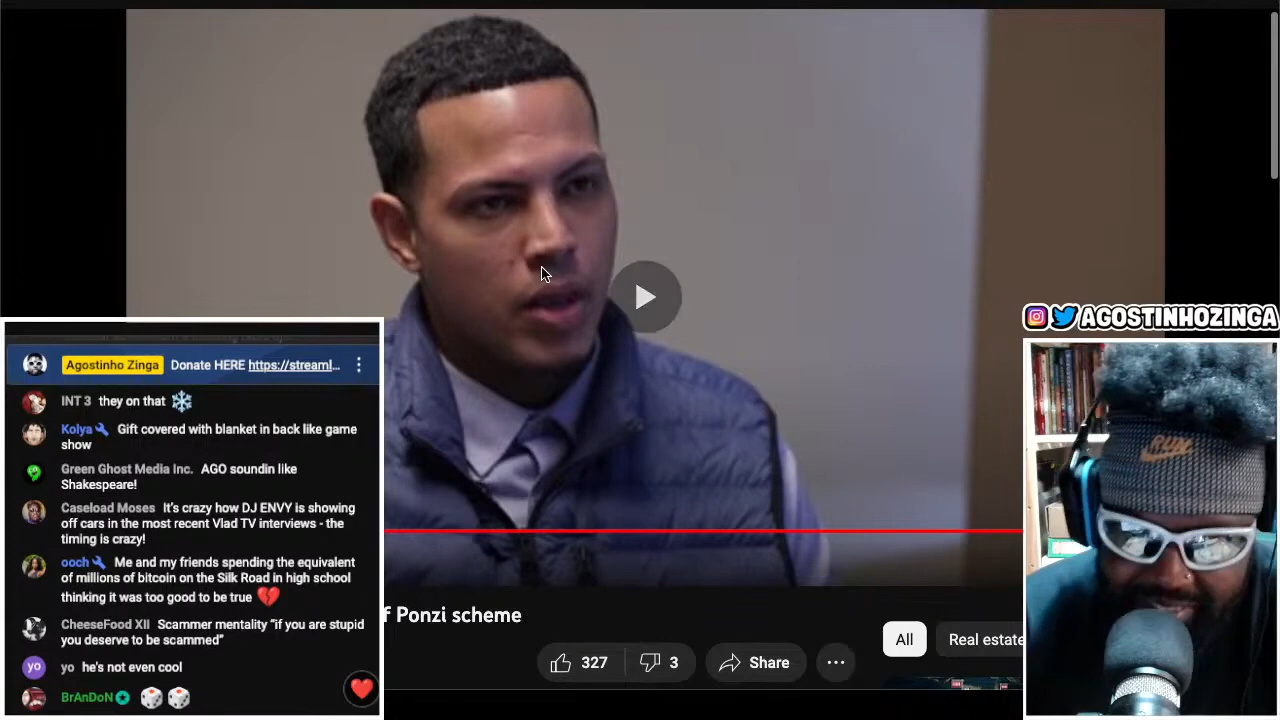 AGOSTINHOZINGA
Agostinho Zinga Donate HERE https://streaml...
INT 3 they on that
Kolya Gift covered with blanket in back like game
show
Green Ghost Media Inc. AGO soundin like
Shakespeare!
Caseload Moses It's crazy how DJ ENVY is showing
off cars in the most recent Vlad TV interviews - the
timing is crazy!
ooch Me and my friends spending the equivalent
of millions of bitcoin on the Silk Road in high school
thinking it was too good to be true
CheeseFood XII Scammer mentality “if you are stupid
you deserve to be scammed”
yo yo he's not even cool
BrAnDoN
f Ponzi scheme
All Real estate
327 3 Share
RUN